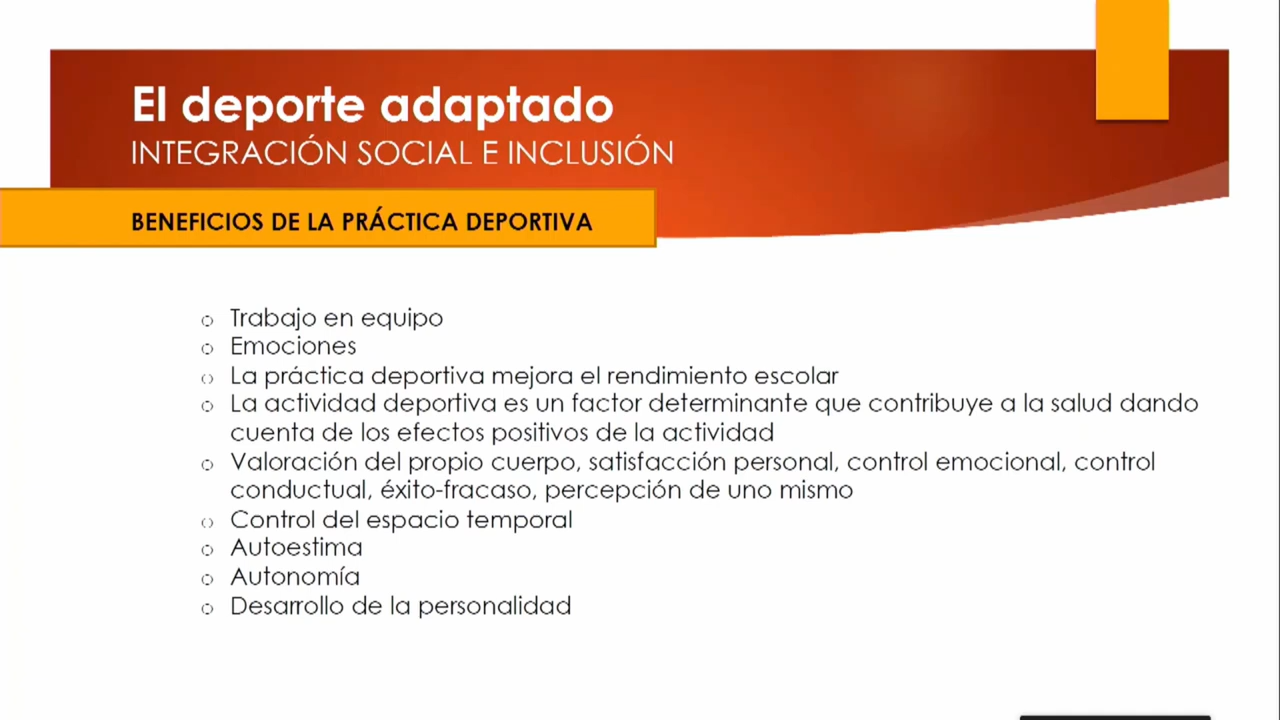 El deporte adaptado
INTEGRACIÓN SOCIAL E INCLUSIÓN
BENEFICIOS DE LA PRÁCTICA DEPORTIVA
Trabajo en equipo
Emociones
La práctica deportiva mejora el rendimiento escolar
La actividad deportiva es un factor determinante que contribuye a la salud dando
cuenta de los efectos positivos de la actividad
Valoración del propio cuerpo, satisfacción personal, control emocional, control
conductual, éxito-fracaso, percepción de uno mismo
Control del espacio temporal
Autoestima
Autonomía
Desarrollo de la personalidad